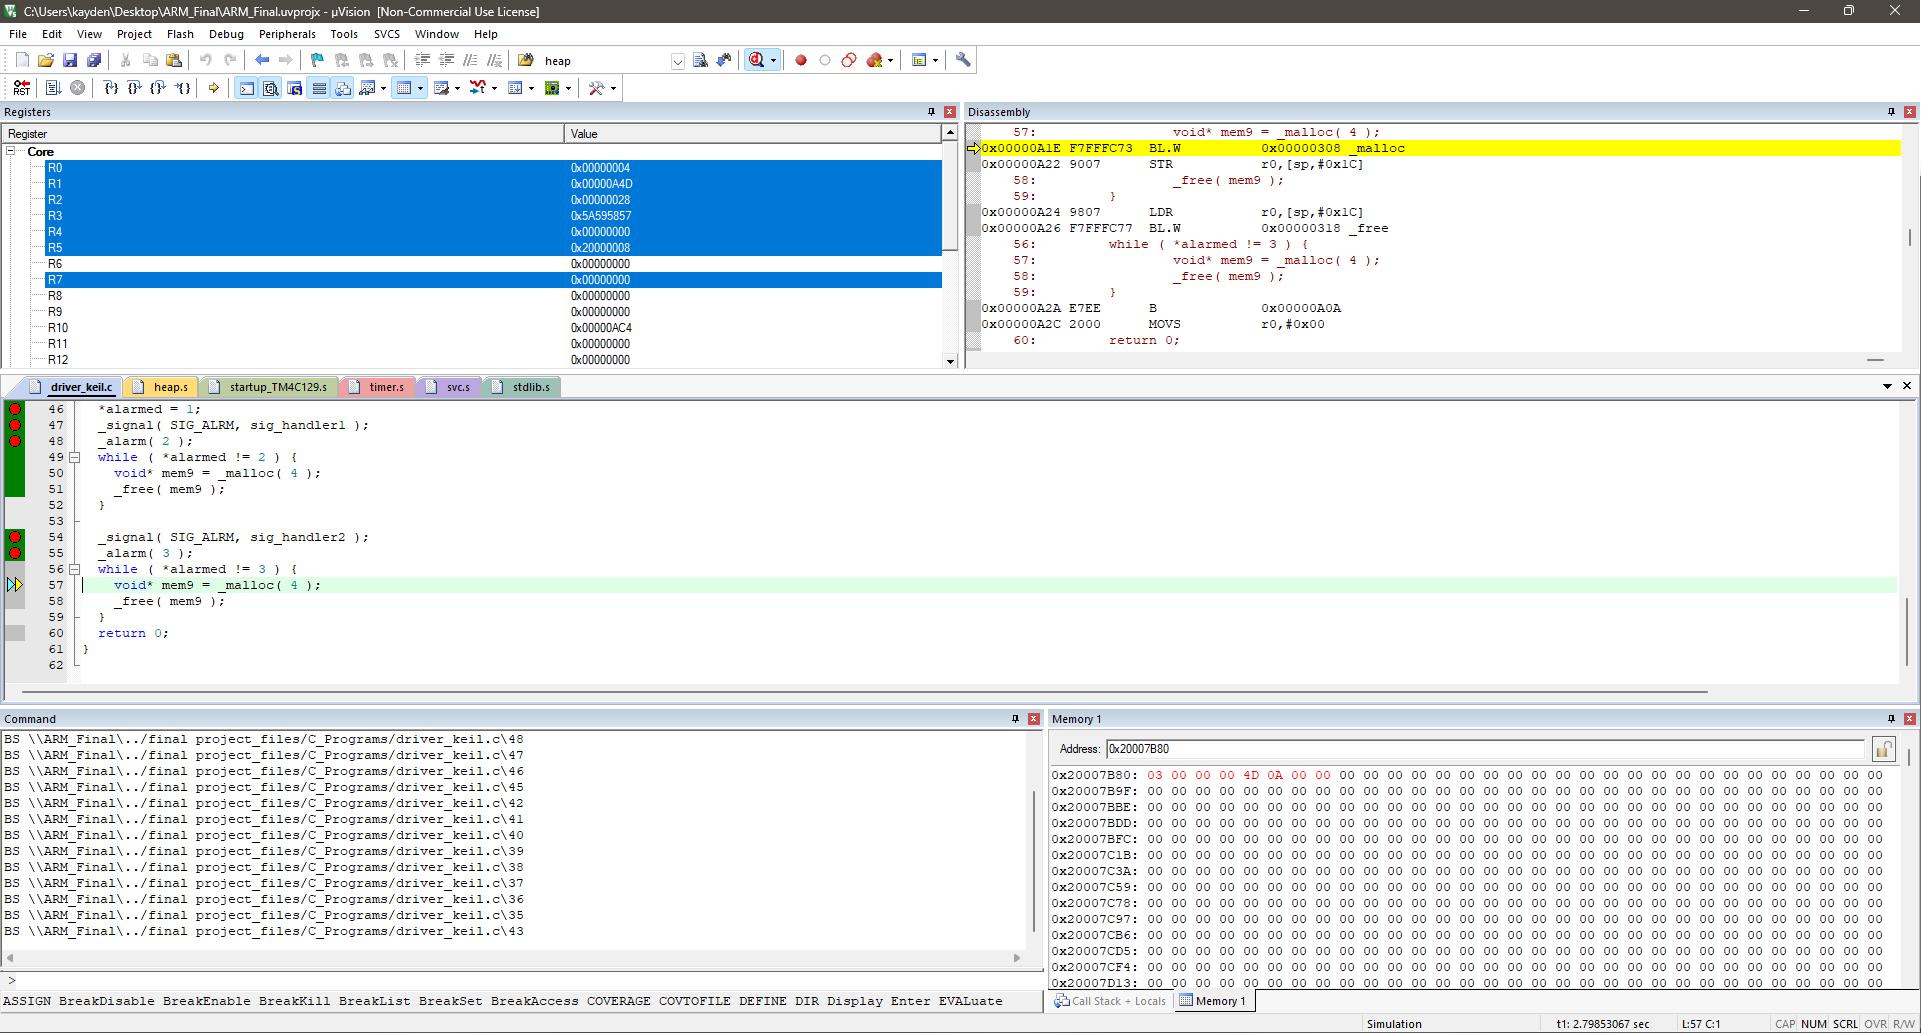 C:\Users\kayden\Desktop\ARM_Final\ARM_Final.uvprojx - µVision  [Non-Commercial Use License]
File Edit View Project Flash Debug Peripherals Tools SVCS Window Help
heap
Registers
Register Value
Core
R0 0x00000004
R1 0x00000A4D
R2 0x00000028
R3 0x5A595857
R4 0x00000000
R5 0x20000008
R6 0x00000000
R7 0x00000000
R8 0x00000000
R9 0x00000000
R10 0x00000AC4
R11 0x00000000
R12 0x00000000
Disassembly
57: void* mem9 = _malloc( 4 );
0x00000A1E F7FFFC73 BL.W 0x00000308 _malloc
0x00000A22 9007 STR r0,[sp,#0x1C]
58: _free( mem9 );
59: }
0x00000A24 9807 LDR r0,[sp,#0x1C]
0x00000A26 F7FFFC77 BL.W 0x00000318 _free
56: while ( *alarmed != 3 ) {
57: void* mem9 = _malloc( 4 );
58: _free( mem9 );
59: }
0x00000A2A E7EE B 0x00000A0A
0x00000A2C 2000 MOVS r0,#0x00
60: return 0;
driver_keil.c heap.s startup_TM4C129.s timer.s svc.s stdlib.s
46 *alarmed = 1;
47 _signal( SIG_ALRM, sig_handler1 );
48 _alarm( 2 );
49 while ( *alarmed != 2 ) {
50 void* mem9 = _malloc( 4 );
51 _free( mem9 );
52 }
53
54 _signal( SIG_ALRM, sig_handler2 );
55 _alarm( 3 );
56 while ( *alarmed != 3 ) {
57 void* mem9 = _malloc( 4 );
58 _free( mem9 );
59 }
60 return 0;
61 }
62
Command
BS \\ARM_Final\../final project_files/C_Programs/driver_keil.c\48
BS \\ARM_Final\../final project_files/C_Programs/driver_keil.c\47
BS \\ARM_Final\../final project_files/C_Programs/driver_keil.c\46
BS \\ARM_Final\../final project_files/C_Programs/driver_keil.c\45
BS \\ARM_Final\../final project_files/C_Programs/driver_keil.c\42
BS \\ARM_Final\../final project_files/C_Programs/driver_keil.c\41
BS \\ARM_Final\../final project_files/C_Programs/driver_keil.c\40
BS \\ARM_Final\../final project_files/C_Programs/driver_keil.c\39
BS \\ARM_Final\../final project_files/C_Programs/driver_keil.c\38
BS \\ARM_Final\../final project_files/C_Programs/driver_keil.c\37
BS \\ARM_Final\../final project_files/C_Programs/driver_keil.c\36
BS \\ARM_Final\../final project_files/C_Programs/driver_keil.c\35
BS \\ARM_Final\../final project_files/C_Programs/driver_keil.c\43
>
ASSIGN BreakDisable BreakEnable BreakKill BreakList BreakSet BreakAccess COVERAGE COVTOFILE DEFINE DIR Display Enter EVALuate
Memory 1
Address: 0x20007B80
0x20007B80: 03 00 00 00 4D 0A 00 00 00 00 00 00 00 00 00 00 00 00 00 00 00 00 00 00 00 00 00 00 00 00 00
0x20007B9F: 00 00 00 00 00 00 00 00 00 00 00 00 00 00 00 00 00 00 00 00 00 00 00 00 00 00 00 00 00 00 00
0x20007BBE: 00 00 00 00 00 00 00 00 00 00 00 00 00 00 00 00 00 00 00 00 00 00 00 00 00 00 00 00 00 00 00
0x20007BDD: 00 00 00 00 00 00 00 00 00 00 00 00 00 00 00 00 00 00 00 00 00 00 00 00 00 00 00 00 00 00 00
0x20007BFC: 00 00 00 00 00 00 00 00 00 00 00 00 00 00 00 00 00 00 00 00 00 00 00 00 00 00 00 00 00 00 00
0x20007C1B: 00 00 00 00 00 00 00 00 00 00 00 00 00 00 00 00 00 00 00 00 00 00 00 00 00 00 00 00 00 00 00
0x20007C3A: 00 00 00 00 00 00 00 00 00 00 00 00 00 00 00 00 00 00 00 00 00 00 00 00 00 00 00 00 00 00 00
0x20007C59: 00 00 00 00 00 00 00 00 00 00 00 00 00 00 00 00 00 00 00 00 00 00 00 00 00 00 00 00 00 00 00
0x20007C78: 00 00 00 00 00 00 00 00 00 00 00 00 00 00 00 00 00 00 00 00 00 00 00 00 00 00 00 00 00 00 00
0x20007C97: 00 00 00 00 00 00 00 00 00 00 00 00 00 00 00 00 00 00 00 00 00 00 00 00 00 00 00 00 00 00 00
0x20007CB6: 00 00 00 00 00 00 00 00 00 00 00 00 00 00 00 00 00 00 00 00 00 00 00 00 00 00 00 00 00 00 00
0x20007CD5: 00 00 00 00 00 00 00 00 00 00 00 00 00 00 00 00 00 00 00 00 00 00 00 00 00 00 00 00 00 00 00
0x20007CF4: 00 00 00 00 00 00 00 00 00 00 00 00 00 00 00 00 00 00 00 00 00 00 00 00 00 00 00 00 00 00 00
0x20007D13: 00 00 00 00 00 00 00 00 00 00 00 00 00 00 00 00 00 00 00 00 00 00 00 00 00 00 00 00 00 00 00
Call Stack + Locals Memory 1
Simulation t1: 2.79853067 sec L:57 C:1 CAP NUM SCRL OVR R/W